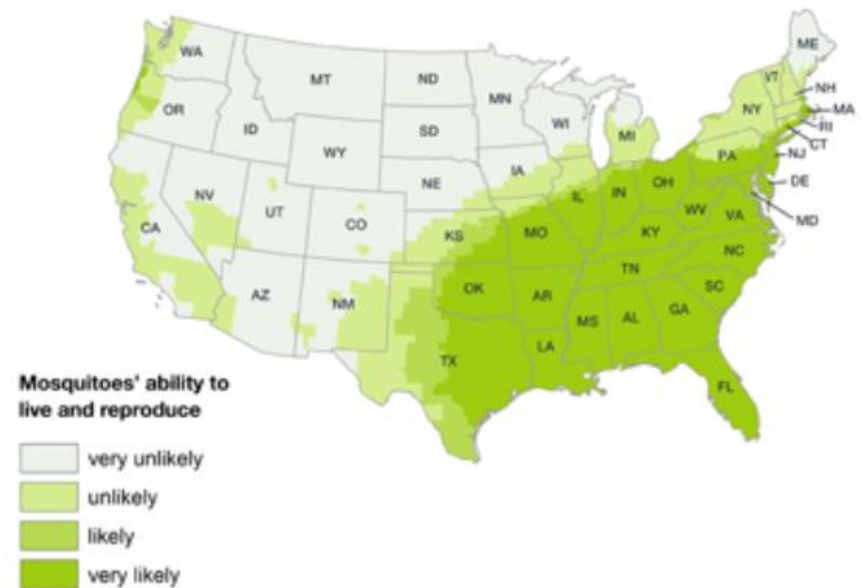 ME
WA
VT
MT
ND
NH
MN
OR
MA
NY
ID
WI
SD
RI
MI
CT
WY
PA
NJ
IA
NE
OH
DE
NV
IN
IL
UT
MD
WV
CO
VA
CA
KS
MO
KY
NC
TN
OK
AZ
AR
SC
NM
GA
MS
AL
LA
TX
FL
Mosquitoes' ability to
live and reproduce
very unlikely
unlikely
likely
very likely